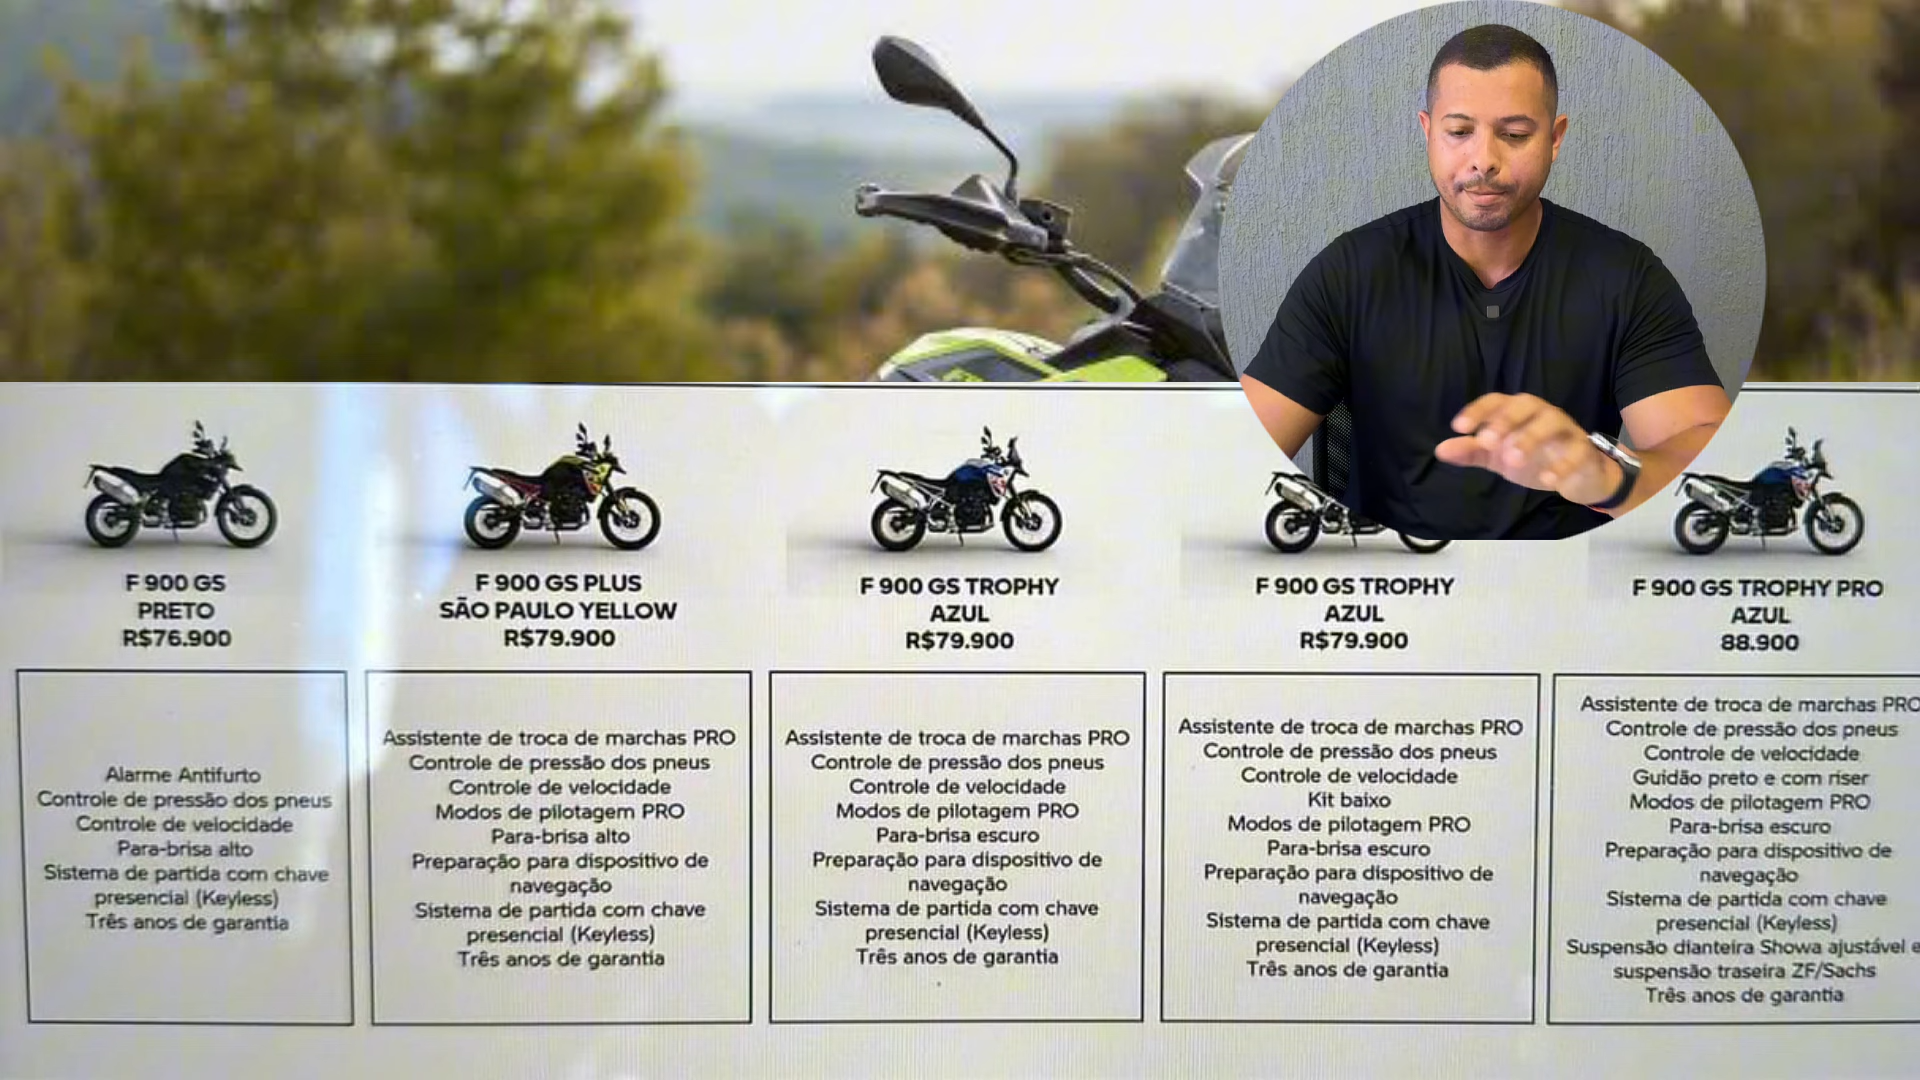 F 900 GS
PRETO
R$76.900
Alarme Antifurto
Controle de pressão dos pneus
Controle de velocidade
Para-brisa alto
Sistema de partida com chave
presencial (Keyless)
Três anos de garantia
F 900 GS PLUS
SÃO PAULO YELLOW
R$79.900
Assistente de troca de marchas PRO
Controle de pressão dos pneus
Controle de velocidade
Modos de pilotagem PRO
Para-brisa alto
Preparação para dispositivo de
navegação
Sistema de partida com chave
presencial (Keyless)
Três anos de garantia
F 900 GS TROPHY
AZUL
R$79.900
Assistente de troca de marchas PRO
Controle de pressão dos pneus
Controle de velocidade
Modos de pilotagem PRO
Para-brisa escuro
Preparação para dispositivo de
navegação
Sistema de partida com chave
presencial (Keyless)
Três anos de garantia
F 900 GS TROPHY
AZUL
R$79.900
Assistente de troca de marchas PRO
Controle de pressão dos pneus
Controle de velocidade
Kit baixo
Modos de pilotagem PRO
Para-brisa escuro
Preparação para dispositivo de
navegação
Sistema de partida com chave
presencial (Keyless)
Três anos de garantia
F 900 GS TROPHY PRO
AZUL
88.900
Assistente de troca de marchas PRO
Controle de pressão dos pneus
Controle de velocidade
Guidão preto e com riser
Modos de pilotagem PRO
Para-brisa escuro
Preparação para dispositivo de
navegação
Sistema de partida com chave
presencial (Keyless)
Suspensão dianteira Showa ajustável e
suspensão traseira ZF/Sachs
Três anos de garantia